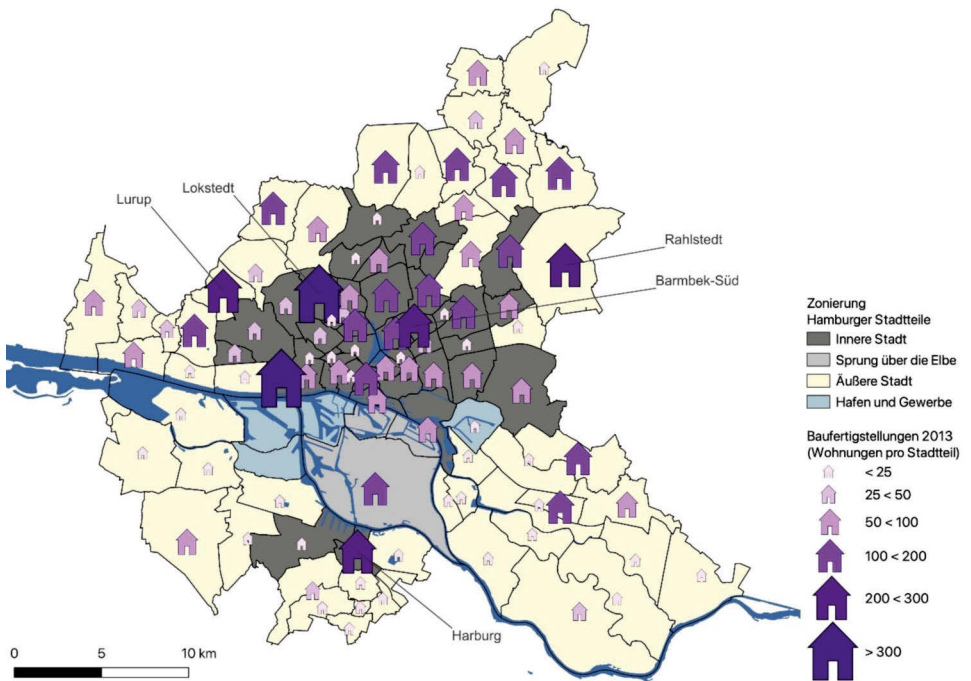 Lokstedt
Lurup
Rahlstedt
Barmbek-Süd
Harburg
0 5 10 km
Zonierung
Hamburger Stadtteile
Innere Stadt
Sprung über die Elbe
Äußere Stadt
Hafen und Gewerbe
Baufertigstellungen 2013
(Wohnungen pro Stadtteil)
< 25
25 < 50
50 < 100
100 < 200
200 < 300
> 300